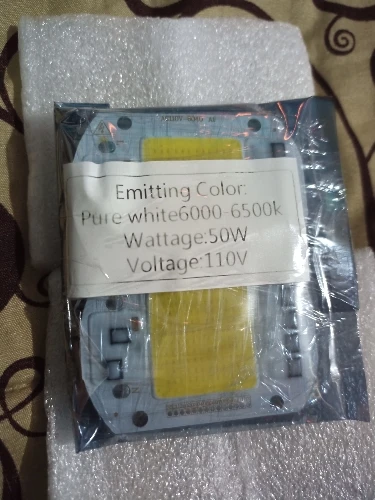 Emitting Color:
Pure white6000-6500k
Wattage:50W
Voltage:110V